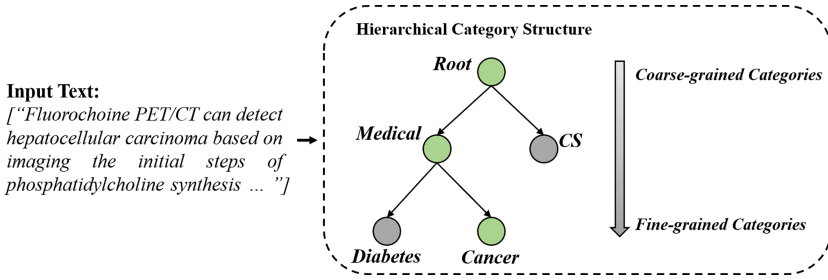 Hierarchical Category Structure
Root
Coarse-grained Categories
Input Text:
["Fluorochoine PET/CT can detect
hepatocellular carcinoma based on
imaging the initial steps of
phosphatidylcholine synthesis ... "]
Medical
CS
Fine-grained Categories
Diabetes
Cancer